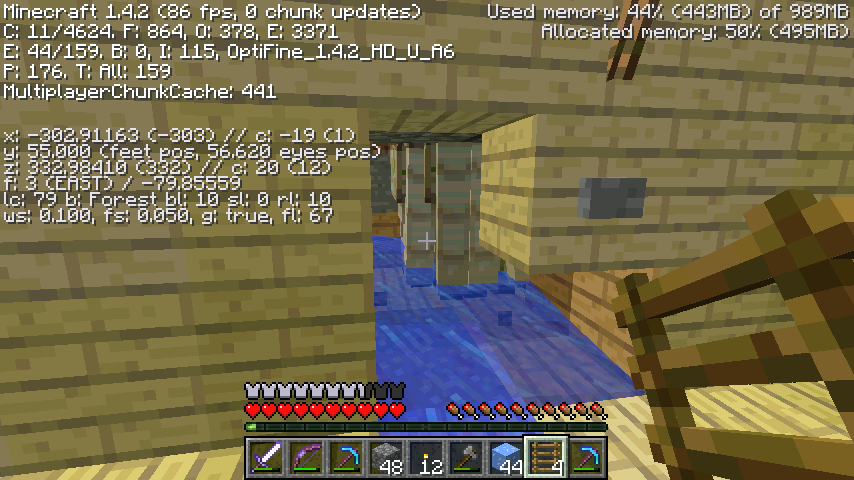 Minecraft 1.4.2 (86 fps, 0 chunk updates)
Used memory: 44% (443MB) of 989MB
C: 11/4624, F: 864, O: 378, E: 3371
Allocated memory: 50% (495MB)
E: 44/159, B: 0, I: 115, OptiFine_1.4.2_HD_U_A6
P: 176, T: All: 159
MultiplayerChunkCache: 441
x: -302.91163 (-303) // c: -19 (1)
y: 55.000 (feet pos, 56.620 eyes pos)
z: 332.98410 (332) // c: 20 (12)
f: 3 (EAST) / -79.85559
lc: 79 b: Forest bl: 10 sl: 0 rl: 10
ws: 0.100, fs: 0.050, g: true, fl: 67
48 12 44 4